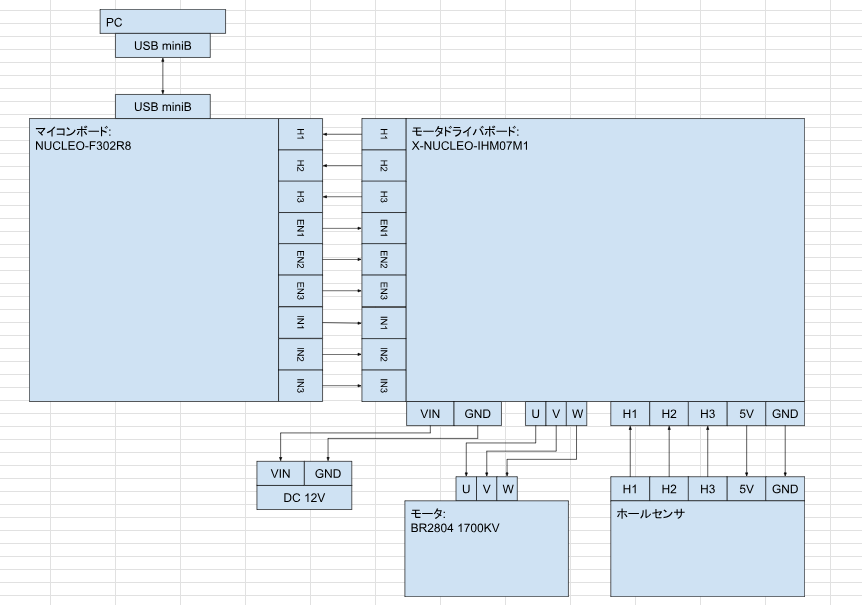 PC
USB miniB
USB miniB
マイコンボード:
NUCLEO-F302R8
H1
H2
H3
EN1
EN2
EN3
IN1
IN2
IN3
H1
H2
H3
EN1
EN2
EN3
IN1
IN2
IN3
モータドライバボード:
X-NUCLEO-IHM07M1
VIN GND
U V W
H1 H2 H3 5V GND
VIN GND
DC 12V
U V W
モータ:
BR2804 1700KV
H1 H2 H3 5V GND
ホールセンサ